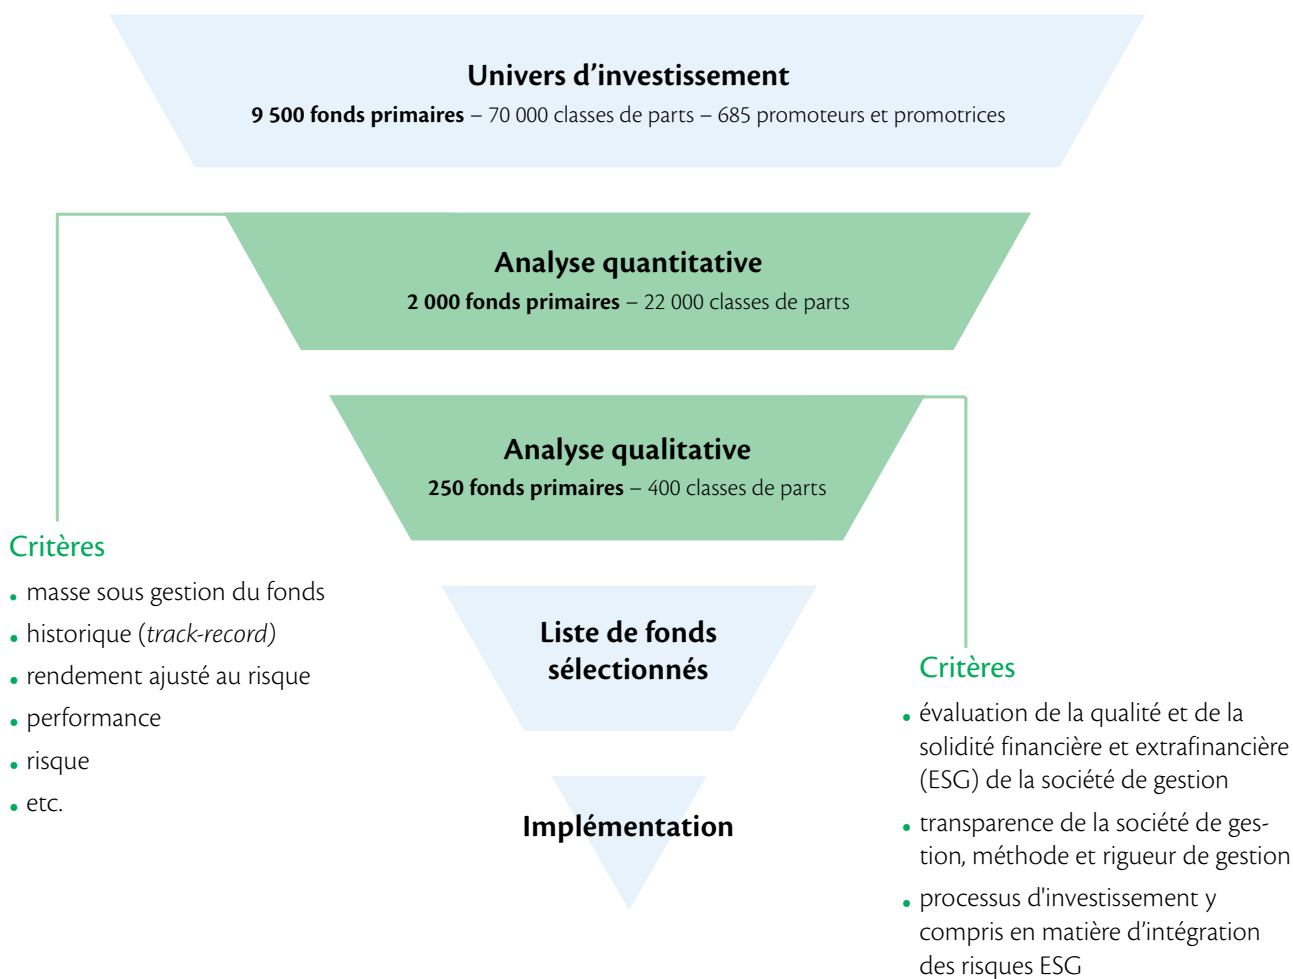 Univers d’investissement
9 500 fonds primaires – 70 000 classes de parts – 685 promoteurs et promotrices
Analyse quantitative
2 000 fonds primaires – 22 000 classes de parts
Analyse qualitative
250 fonds primaires – 400 classes de parts
Critères
• masse sous gestion du fonds
• historique (track-record)
• rendement ajusté au risque
• performance
• risque
• etc.
Liste de fonds
sélectionnés
Implémentation
Critères
• évaluation de la qualité et de la
solidité financière et extrafinancière
(ESG) de la société de gestion
• transparence de la société de ges-
tion, méthode et rigueur de gestion
• processus d'investissement y
compris en matière d’intégration
des risques ESG